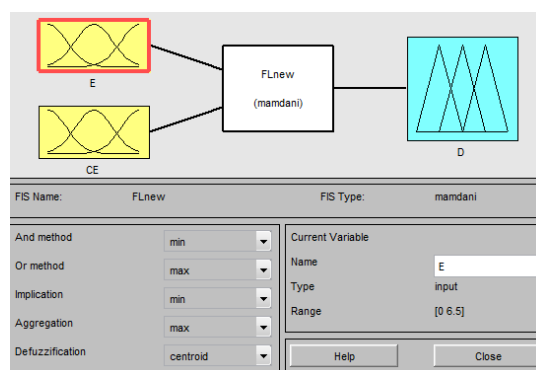 E
FLnew
(mamdani)
CE
D
FIS Name: FLnew FIS Type: mamdani
And method min
Or method max
Implication min
Aggregation max
Defuzzification centroid
Current Variable
Name E
Type input
Range [0 6.5]
Help Close